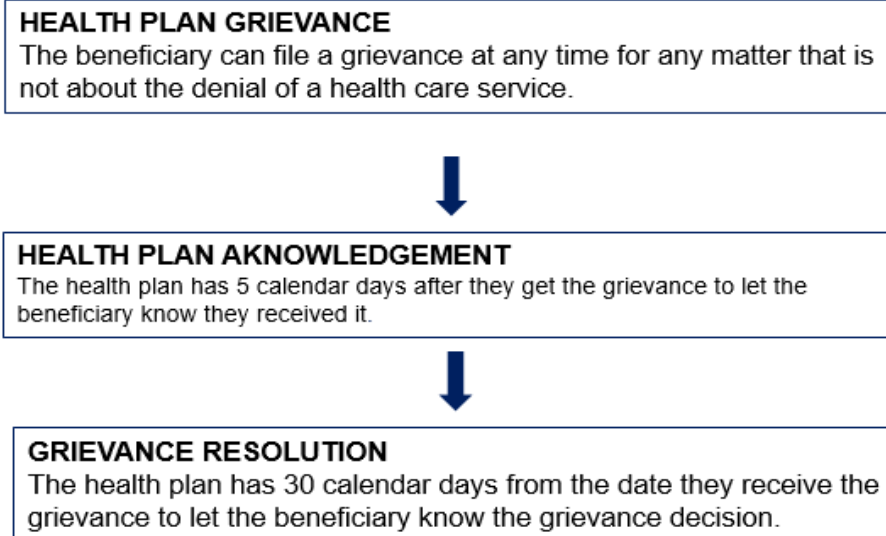 HEALTH PLAN GRIEVANCE
The beneficiary can file a grievance at any time for any matter that is
not about the denial of a health care service.
HEALTH PLAN AKNOWLEDGEMENT
The health plan has 5 calendar days after they get the grievance to let the
beneficiary know they received it.
GRIEVANCE RESOLUTION
The health plan has 30 calendar days from the date they receive the
grievance to let the beneficiary know the grievance decision.